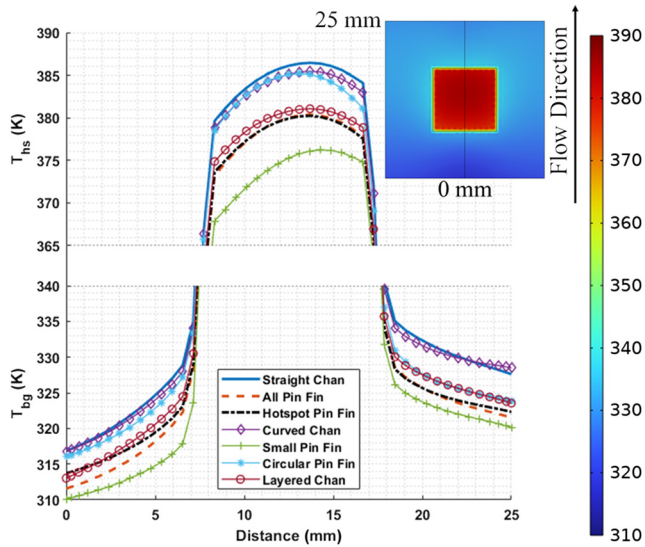 390
385
380
375
370
365
T_hs (K)
340
335
330
325
320
315
310
T_bg (K)
0
5
10
15
20
25
Distance (mm)
Straight Chan
All Pin Fin
Hotspot Pin Fin
Curved Chan
Small Pin Fin
Circular Pin Fin
Layered Chan
25 mm
0 mm
Flow Direction
390
380
370
360
350
340
330
320
310